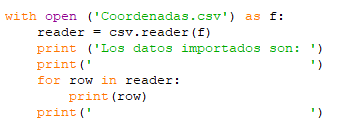 with open ('Coordenadas.csv') as f:
    reader = csv.reader(f)
    print ('Los datos importados son: ')
    print('                               ')
    for row in reader:
        print(row)
    print('                               ')